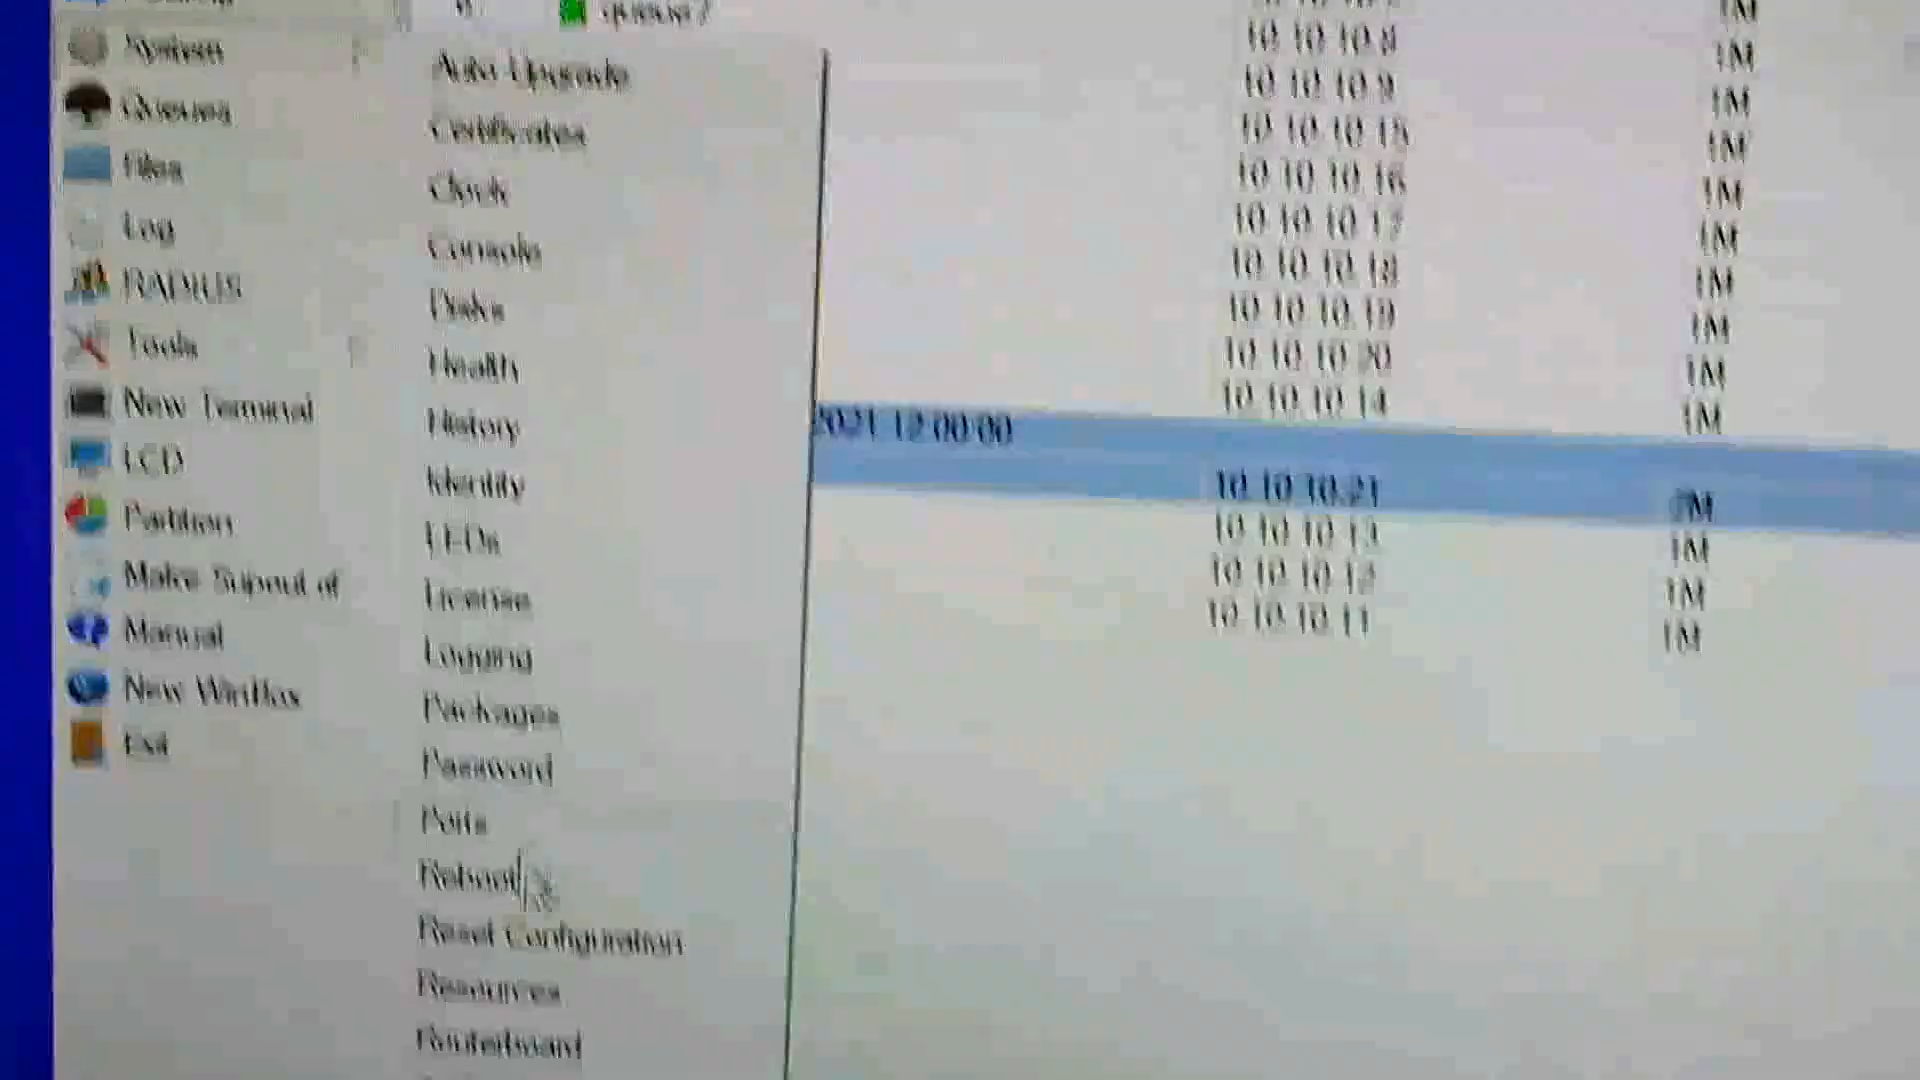 System
Queues
Files
Log
RADIUS
Tools
New Terminal
LCD
Partition
Make Supout.rif
Manual
New WinBox
Exit
Auto Upgrade
Certificates
Clock
Console
Disks
Health
History
Identity
LEDs
License
Logging
Packages
Password
Ports
Reboot
Reset Configuration
Resources
Routerboard
queue7
1M
10.10.10.8 1M
10.10.10.9 1M
10.10.10.15 1M
10.10.10.16 1M
10.10.10.17 1M
10.10.10.18 1M
10.10.10.19 1M
10.10.10.20 1M
10.10.10.14 1M
2021 12:00:00
10.10.10.21 2M
10.10.10.13 1M
10.10.10.12 1M
10.10.10.11 1M